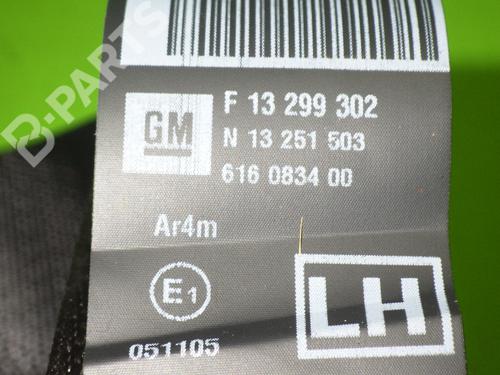 B-PARTS
GM
F 13 299 302
N 13 251 503
616 0834 00
Ar4m
E1
051105
LH